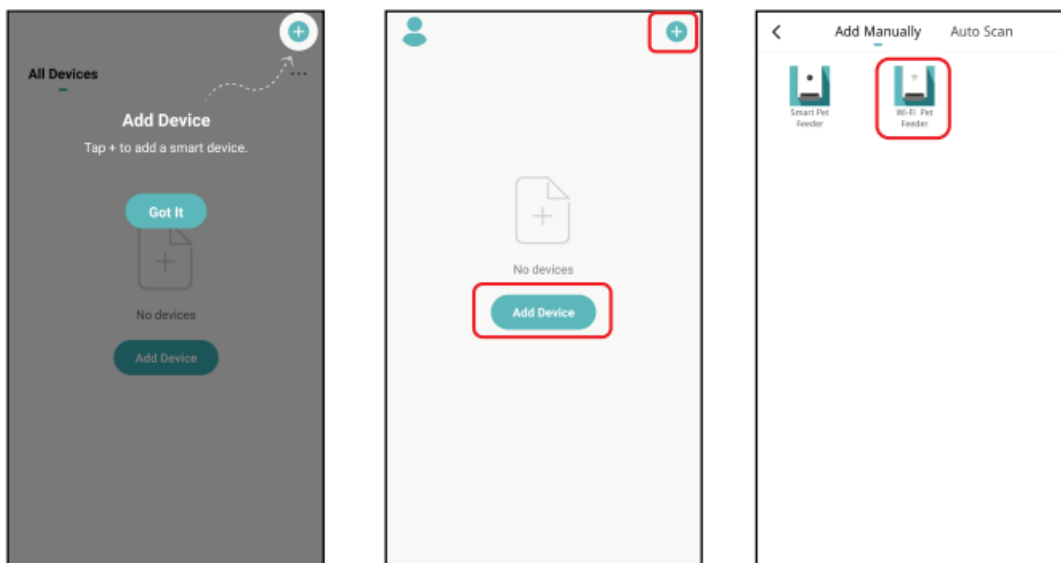 All Devices
Add Device
Tap + to add a smart device.
Got It
No devices
Add Device
No devices
Add Device
Add Manually
Auto Scan
Smart Pet
Feeder
Wi-Fi Pet
Feeder